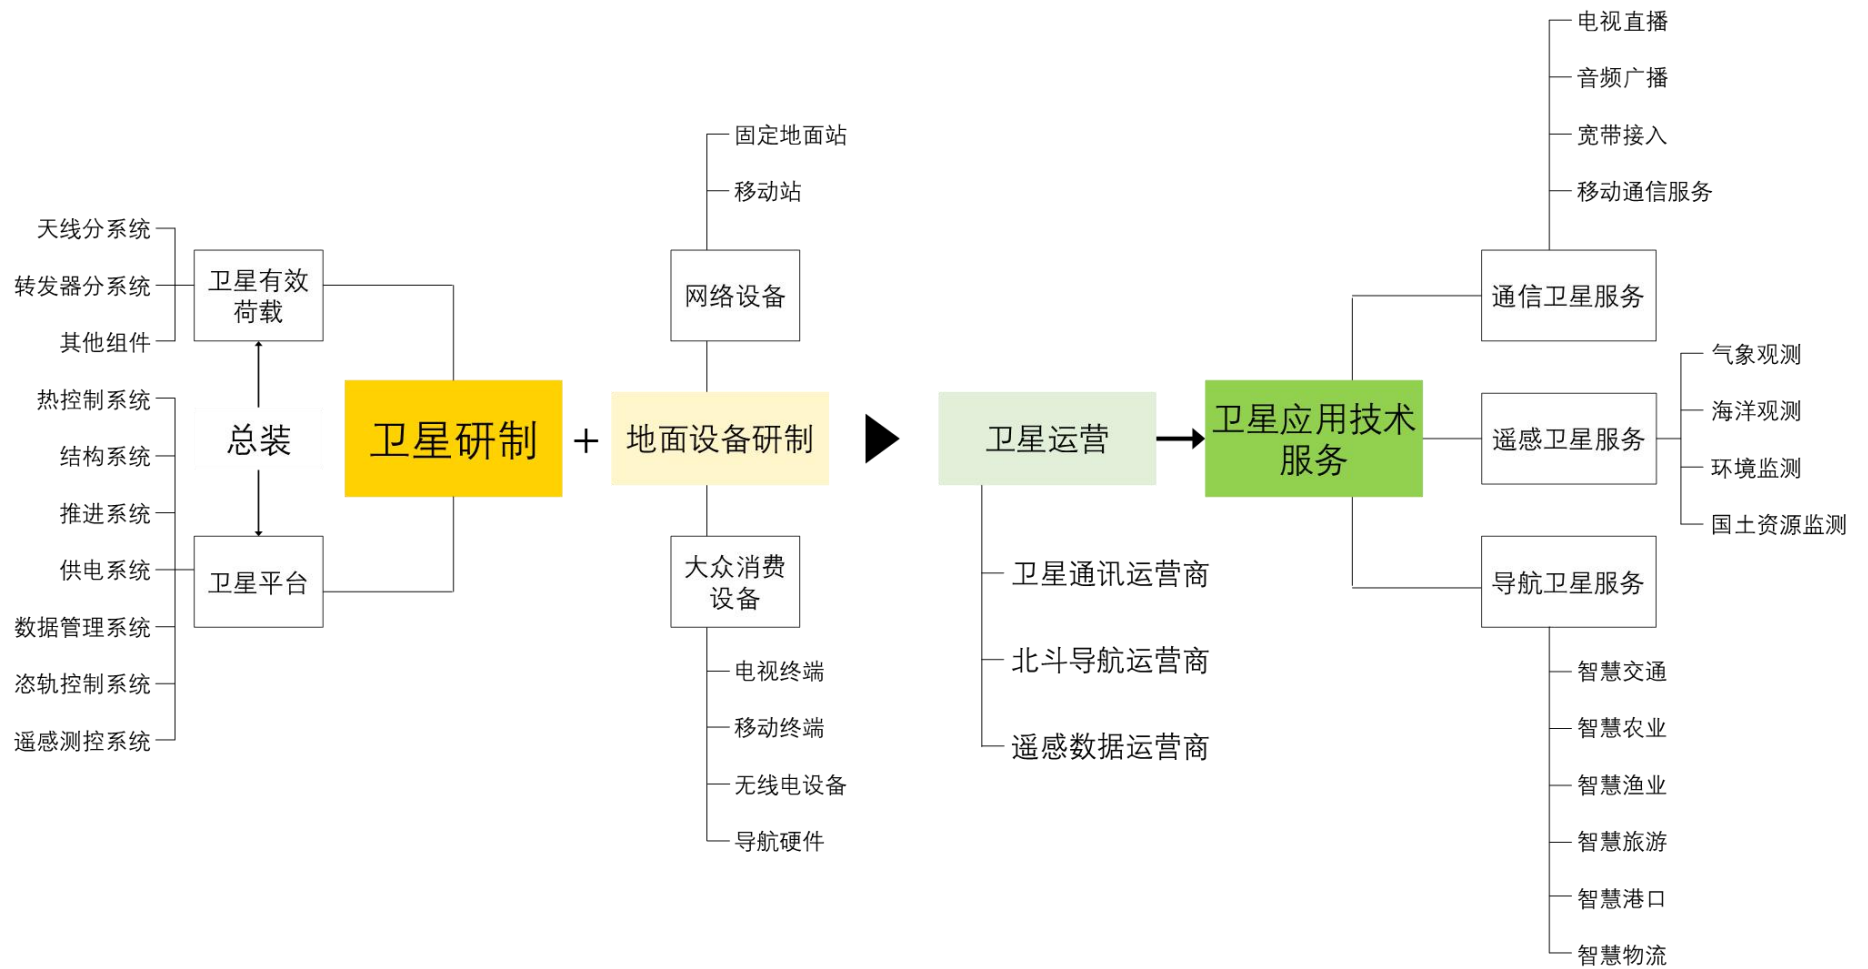 天线分系统
转发器分系统
其他组件
卫星有效
荷载
总装
热控制系统
结构系统
推进系统
供电系统
数据管理系统
恣轨控制系统
遥感测控系统
卫星平台
卫星研制
+
固定地面站
移动站
网络设备
地面设备研制
大众消费
设备
电视终端
移动终端
无线电设备
导航硬件
卫星运营
卫星通讯运营商
北斗导航运营商
遥感数据运营商
卫星应用技术
服务
电视直播
音频广播
宽带接入
移动通信服务
通信卫星服务
遥感卫星服务
气象观测
海洋观测
环境监测
国土资源监测
导航卫星服务
智慧交通
智慧农业
智慧渔业
智慧旅游
智慧港口
智慧物流